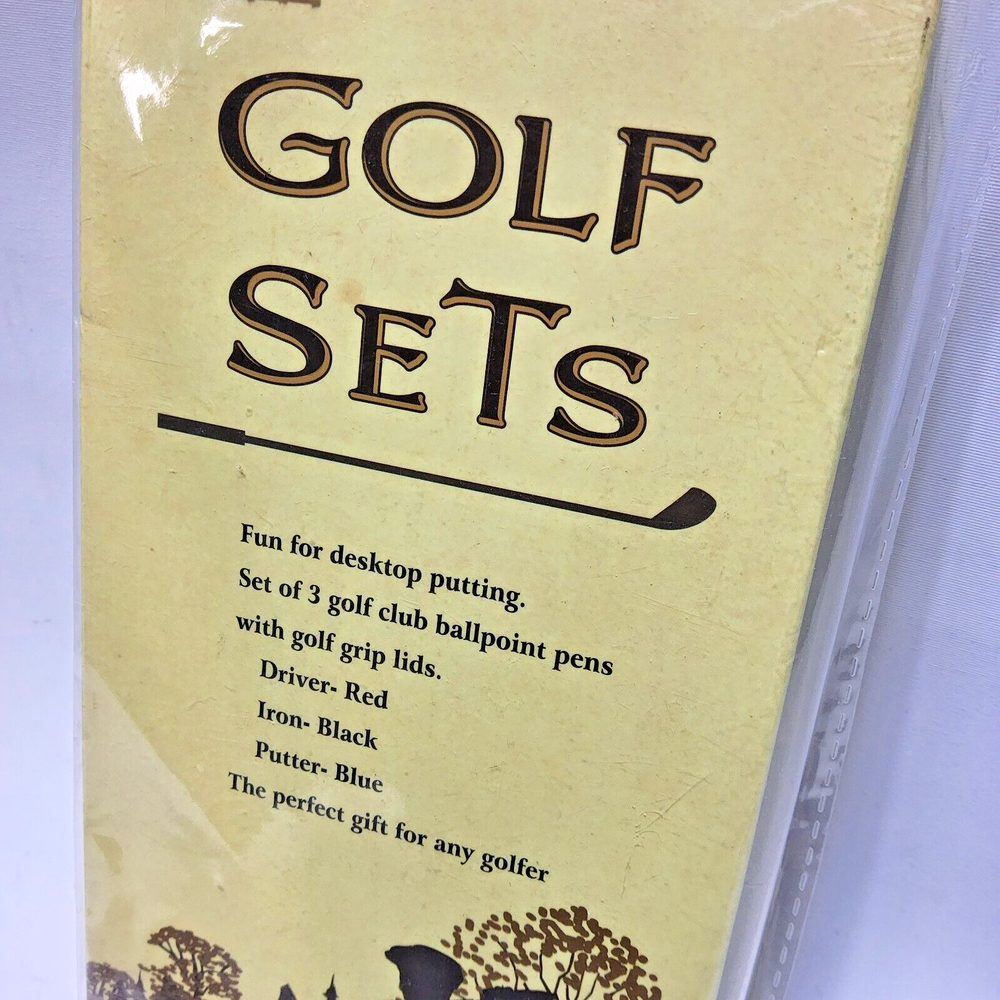 GOLF
SETS
Fun for desktop putting.
Set of 3 golf club ballpoint pens
with golf grip lids.
Driver- Red
Iron- Black
Putter- Blue
The perfect gift for any golfer